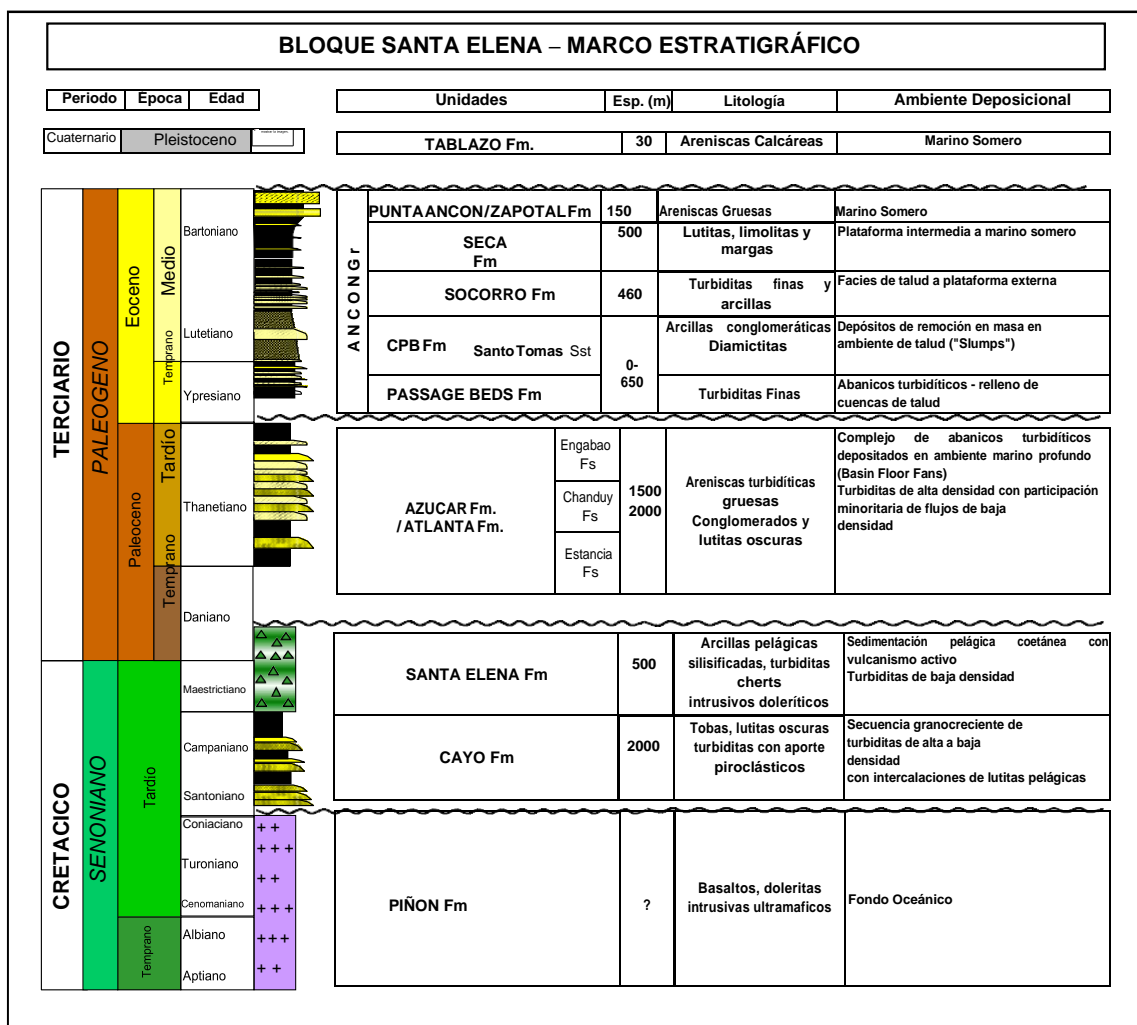 BLOQUE SANTA ELENA – MARCO ESTRATIGRÁFICO
Periodo Epoca Edad
Unidades Esp. (m) Litología Ambiente Deposicional
Cuaternario Pleistoceno
TABLAZO Fm. 30 Areniscas Calcáreas Marino Somero
TERCIARIO
PALEOGENO
Eoceno
Medio
Temprano
Bartoniano
Lutetiano
Ypresiano
Paleoceno
Tardío
Temprano
Thanetiano
Daniano
CRETACICO
SENONIANO
Tardío
Temprano
Maestrictiano
Campaniano
Santoniano
Coniaciano
Turoniano
Cenomaniano
Albiano
Aptiano
+ +
+ + +
+ +
+ + +
+++
+ +
ANCONGr
PUNTA ANCON/ZAPOTAL Fm 150 Areniscas Gruesas Marino Somero
SECA
Fm
500
Lutitas, limolitas y
margas
Plataforma intermedia a marino somero
SOCORRO Fm 460
Turbiditas finas y
arcillas
Facies de talud a plataforma externa
CPB Fm Santo Tomas Sst
Arcillas conglomeráticas
Diamictitas
Depósitos de remoción en masa en
ambiente de talud ("Slumps")
0-
650
PASSAGE BEDS Fm
Turbiditas Finas
Abanicos turbidíticos - relleno de
cuencas de talud
AZUCAR Fm.
/ ATLANTA Fm.
Engabao
Fs
Chanduy
Fs
Estancia
Fs
1500
2000
Areniscas turbidíticas
gruesas
Conglomerados y
lutitas oscuras
Complejo de abanicos turbidíticos
depositados en ambiente marino profundo
(Basin Floor Fans)
Turbiditas de alta densidad con participación
minoritaria de flujos de baja
densidad
SANTA ELENA Fm
500
Arcillas pelágicas
silisificadas, turbiditas
cherts
intrusivos doleríticos
Sedimentación pelágica coetánea con
vulcanismo activo
Turbiditas de baja densidad
CAYO Fm
2000
Tobas, lutitas oscuras
turbiditas con aporte
piroclásticos
Secuencia granocreciente de
turbiditas de alta a baja
densidad
con intercalaciones de lutitas pelágicas
PIÑON Fm
?
Basaltos, doleritas
intrusivas ultramaficos
Fondo Oceánico